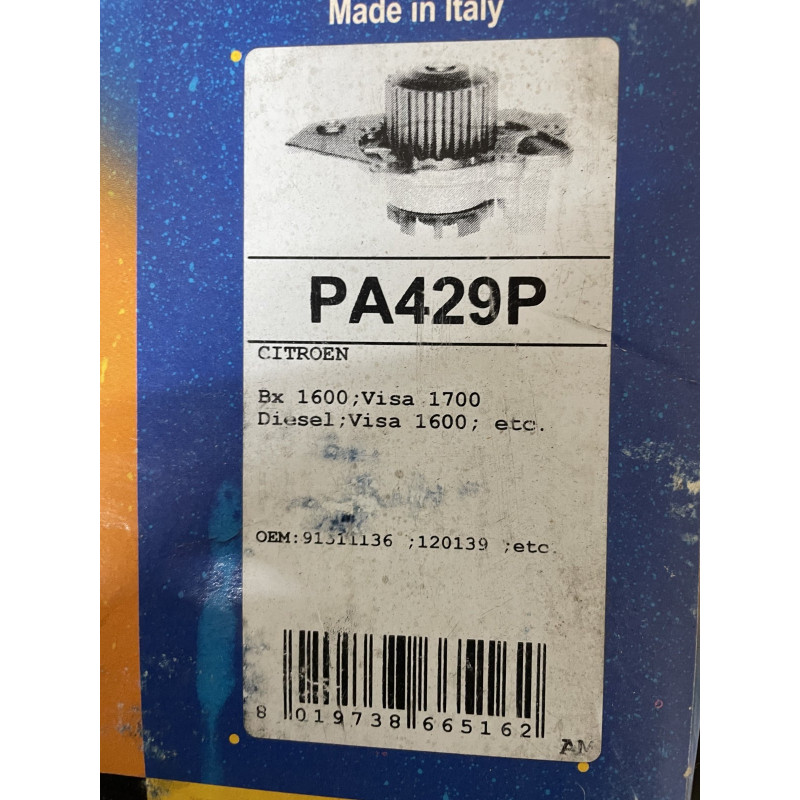 Made in Italy
PA429P
CITROEN
Bx 1600;Visa 1700
Diesel;Visa 1600; etc.
OEM:91511136 ;120139 ;etc.
8 019738 665162
AM